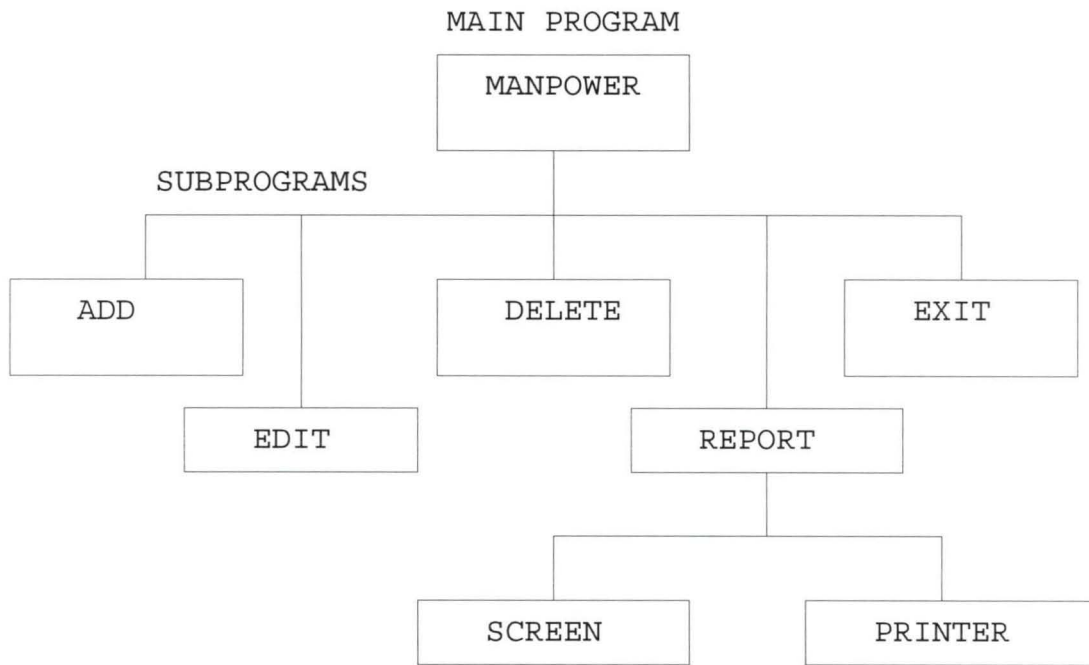 MAIN PROGRAM
MANPOWER
SUBPROGRAMS
ADD
DELETE
EXIT
EDIT
REPORT
SCREEN
PRINTER